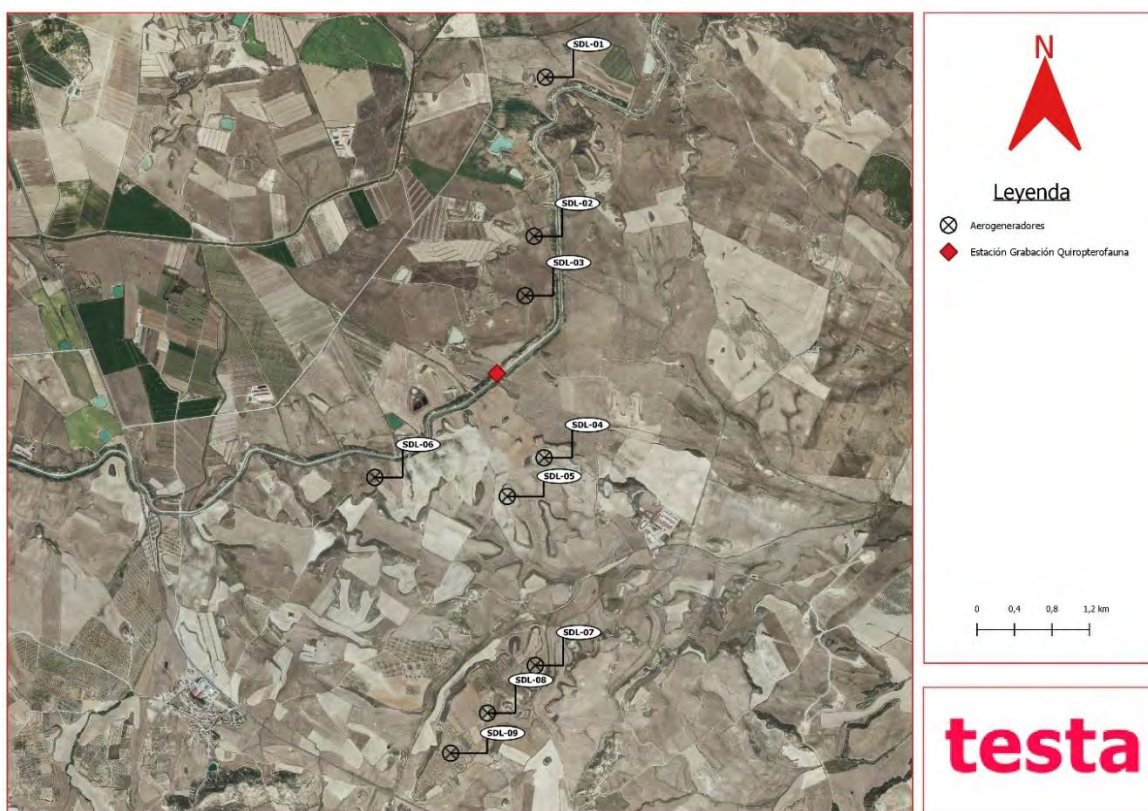 SDL-01
SDL-02
SDL-03
SDL-04
SDL-06
SDL-05
SDL-07
SDL-08
SDL-09
N
Leyenda
Aerogeneradores
Estación Grabación Quiropterofauna
0 0,4 0,8 1,2 km
testa